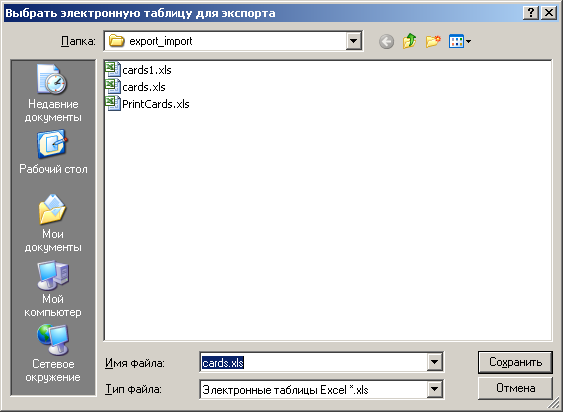 Выбрать электронную таблицу для экспорта
Папка:
export_import
cards1.xls
cards.xls
PrintCards.xls
Недавние
документы
Рабочий стол
Мои
документы
Мой
компьютер
Сетевое
окружение
Имя файла:
cards.xls
Сохранить
Тип файла:
Электронные таблицы Excel *.xls
Отмена